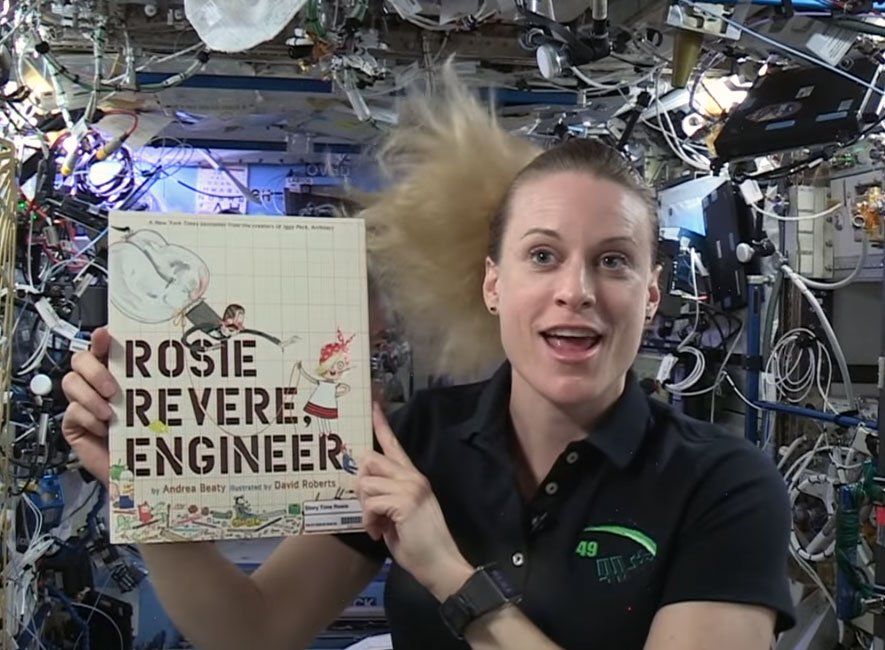 A New York Times bestseller from the creators of Iggy Peck, Architect
ROSIE
REVERE,
ENGINEER
by Andrea Beaty illustrated by David Roberts
Story Time From
49